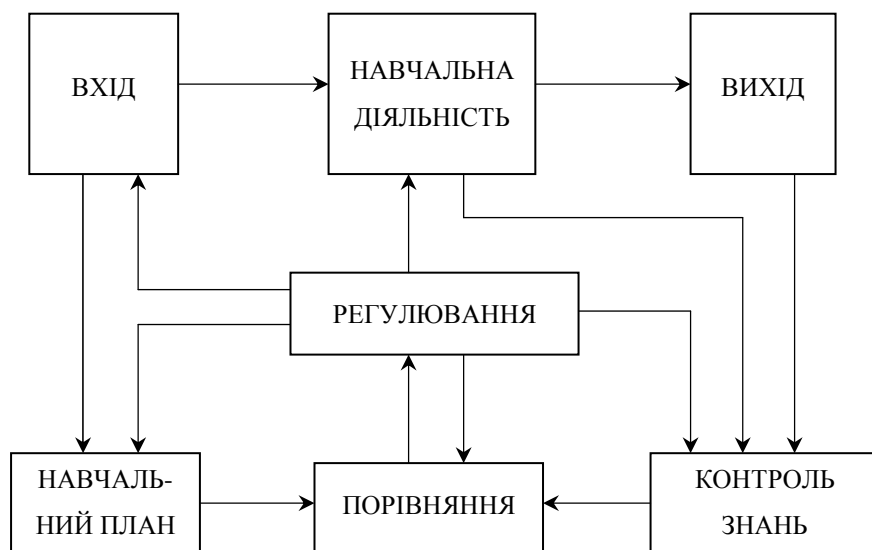 ВХІД
НАВЧАЛЬНА
ДІЯЛЬНІСТЬ
ВИХІД
РЕГУЛЮВАННЯ
НАВЧАЛЬ-
НИЙ ПЛАН
ПОРІВНЯННЯ
КОНТРОЛЬ
ЗНАНЬ